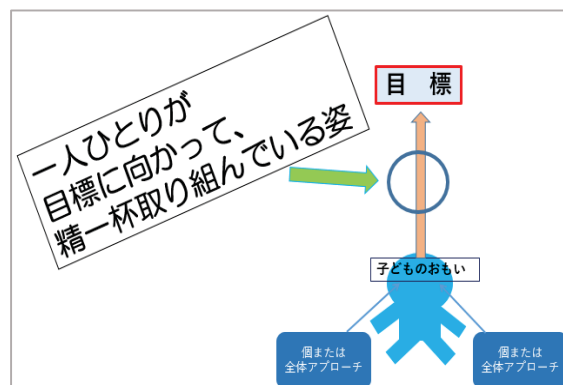 一人ひとりが
目標に向かって、
精一杯取り組んでいる姿
目　標
子どものおもい
個または
全体アプローチ
個または
全体アプローチ